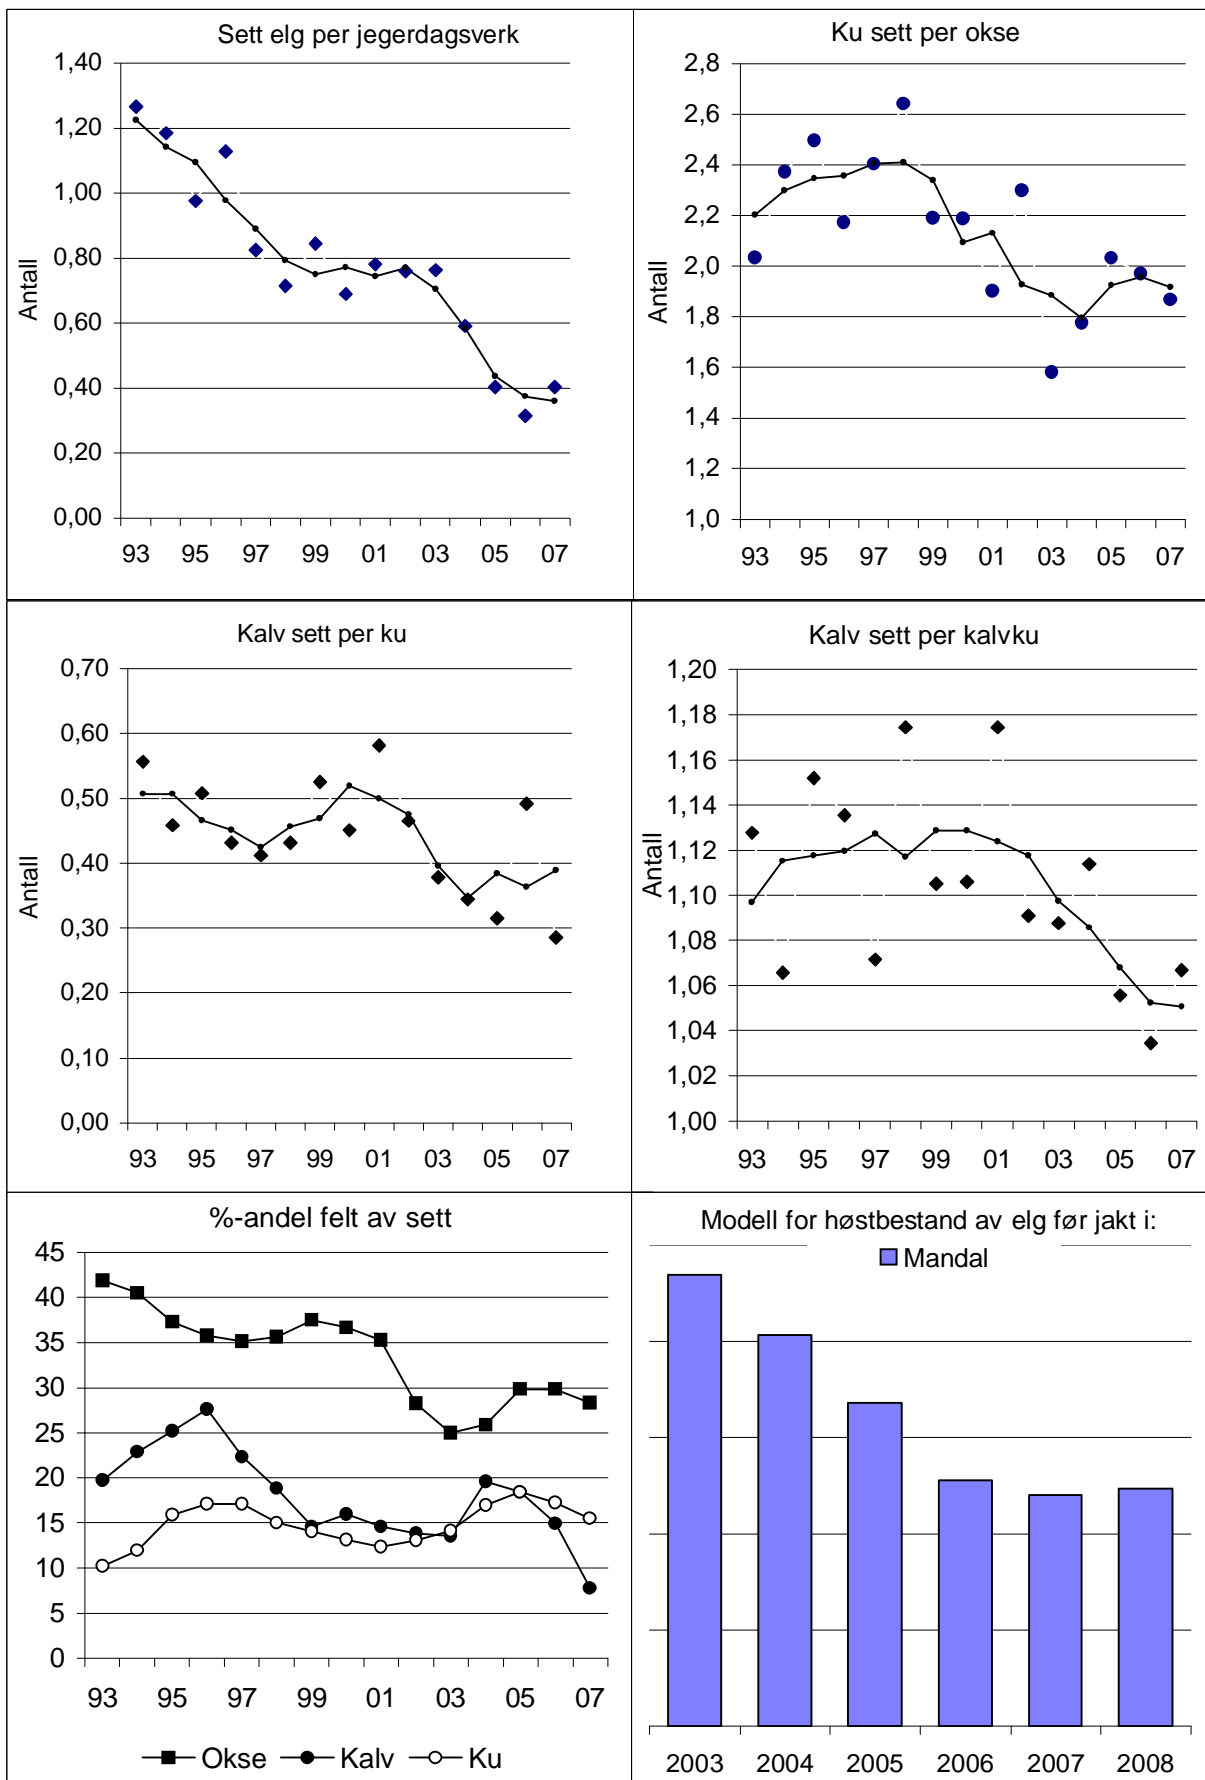 Sett elg per jegerdagsverk
1,40
1,20
1,00
0,80
0,60
0,40
0,20
0,00
Antall
93 95 97 99 01 03 05 07
Ku sett per okse
2,8
2,6
2,4
2,2
2,0
1,8
1,6
1,4
1,2
1,0
Antall
93 95 97 99 01 03 05 07
Kalv sett per ku
0,70
0,60
0,50
0,40
0,30
0,20
0,10
0,00
Antall
93 95 97 99 01 03 05 07
Kalv sett per kalvku
1,20
1,18
1,16
1,14
1,12
1,10
1,08
1,06
1,04
1,02
1,00
Antall
93 95 97 99 01 03 05 07
%-andel felt av sett
45
40
35
30
25
20
15
10
5
0
93 95 97 99 01 03 05 07
Okse Kalv Ku
Modell for høstbestand av elg før jakt i:
Mandal
2003 2004 2005 2006 2007 2008